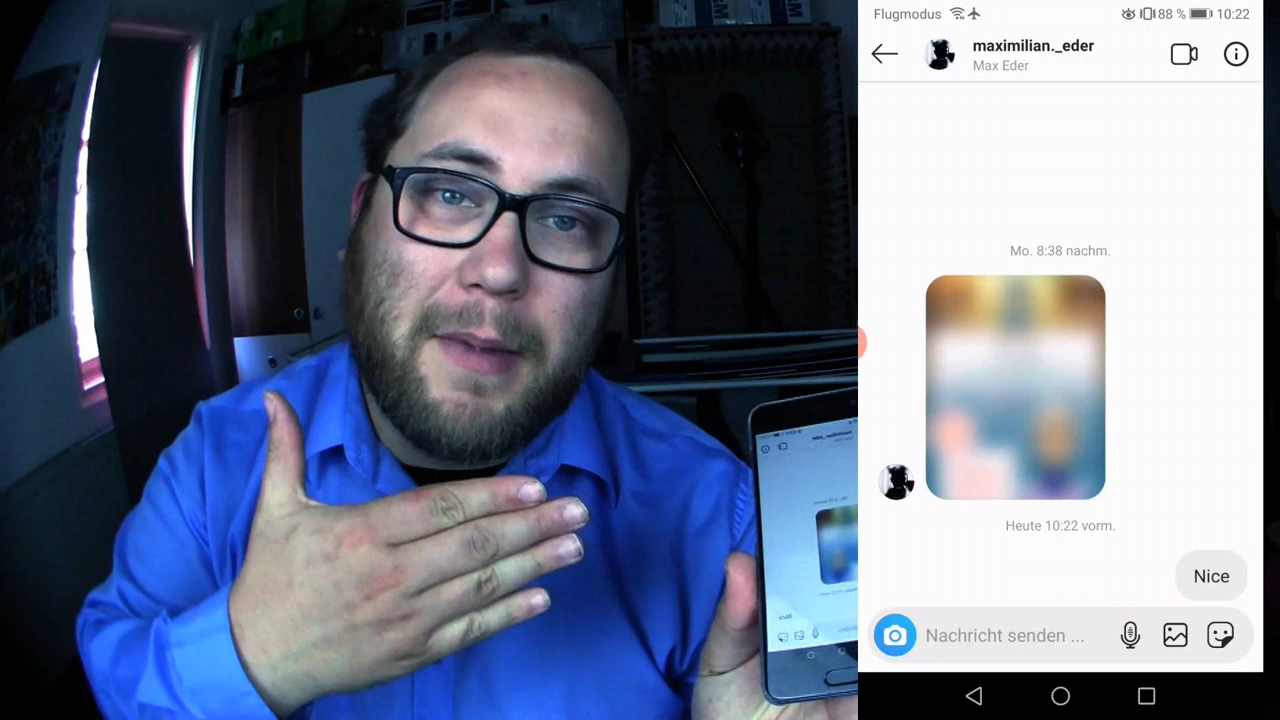 Flugmodus 88 % 10:22
maximilian._eder
Max Eder
Mo. 8:38 nachm.
Heute 10:22 vorm.
Nice
Nachricht senden ...